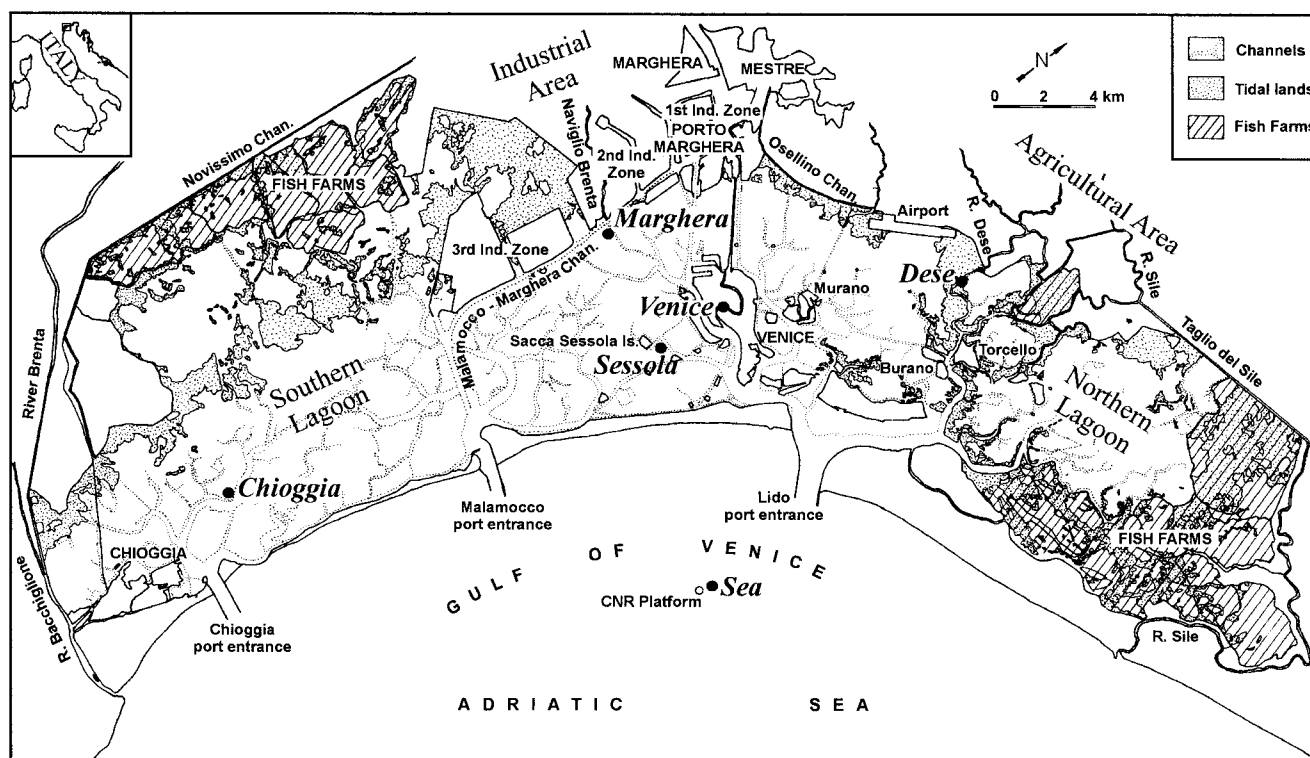 ITAL
Industrial
Area
MARGHERA
MESTRE
N
0 2 4 km
Channels
Tidal lands
Fish Farms
Novissimo Chan.
FISH FARMS
Naviglio Brenta
2nd Ind.
Zone
1st Ind. Zone
PORTO
MARGHERA
Osellino Chan.
Airport
R. Dese
Agricultural Area
R. Sile
Taglio del Sile
River Brenta
3rd Ind. Zone
Marghera
Malamocco - Marghera Chan.
Dese
Murano
Venice
VENICE
Sacca Sessola Is.
Sessola
Torcello
Burano
Southern
Lagoon
Northern
Lagoon
Chioggia
Malamocco
port entrance
Lido
port entrance
FISH FARMS
CHIOGGIA
GULF OF VENICE
CNR Platform
Sea
R. Bacchiglione
Chioggia
port entrance
R. Sile
ADRIATIC SEA